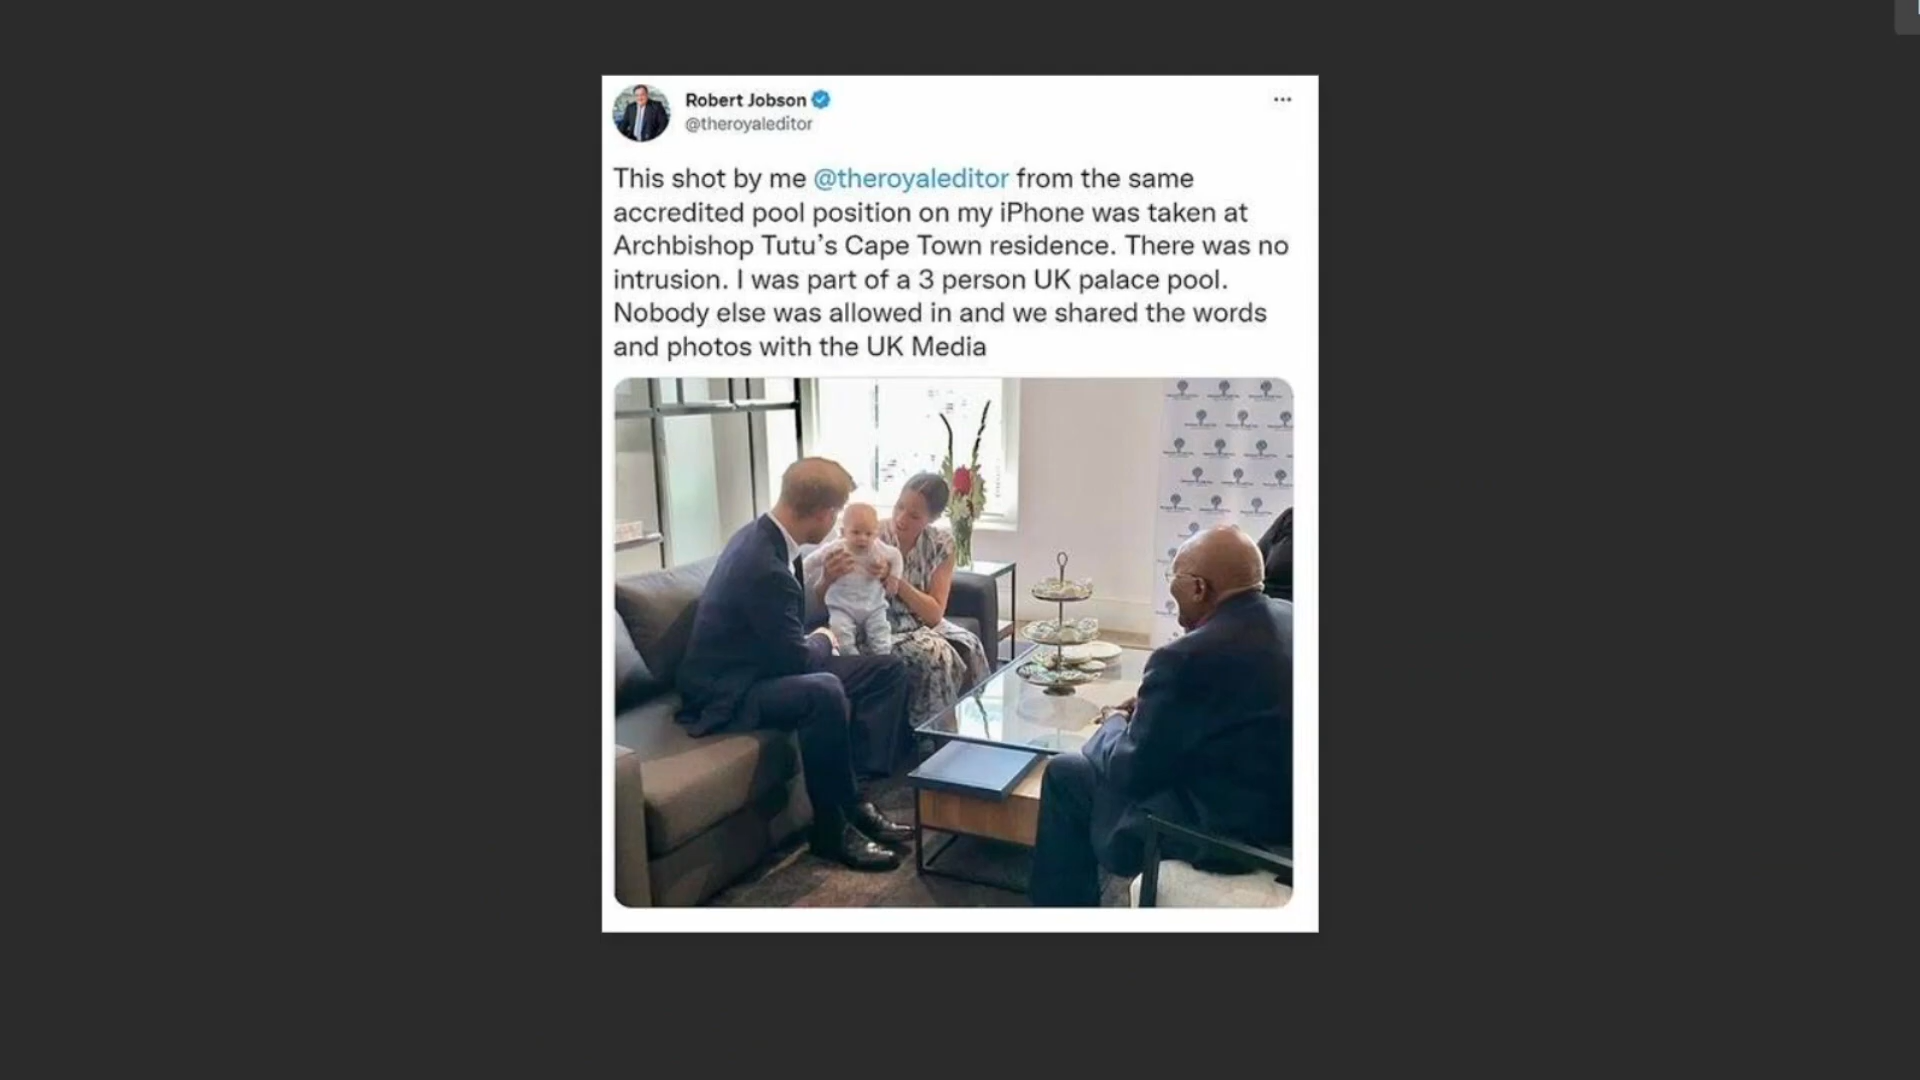 Robert Jobson
@theroyaleditor
This shot by me @theroyaleditor from the same
accredited pool position on my iPhone was taken at
Archbishop Tutu’s Cape Town residence. There was no
intrusion. I was part of a 3 person UK palace pool.
Nobody else was allowed in and we shared the words
and photos with the UK Media